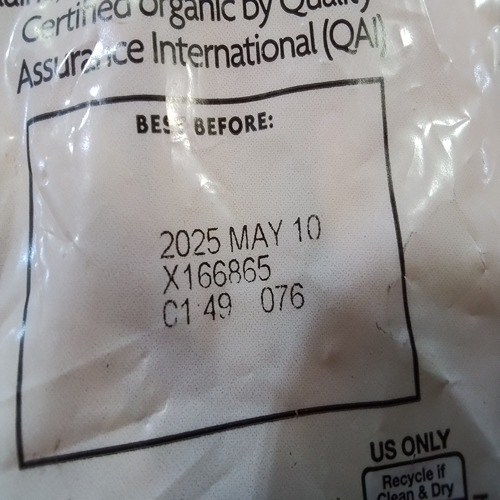 Certified Organic by Quality
Assurance International (QAI)
BEST BEFORE:
2025 MAY 10
X166865
C1 49 076
US ONLY
Recycle if
Clean & Dry